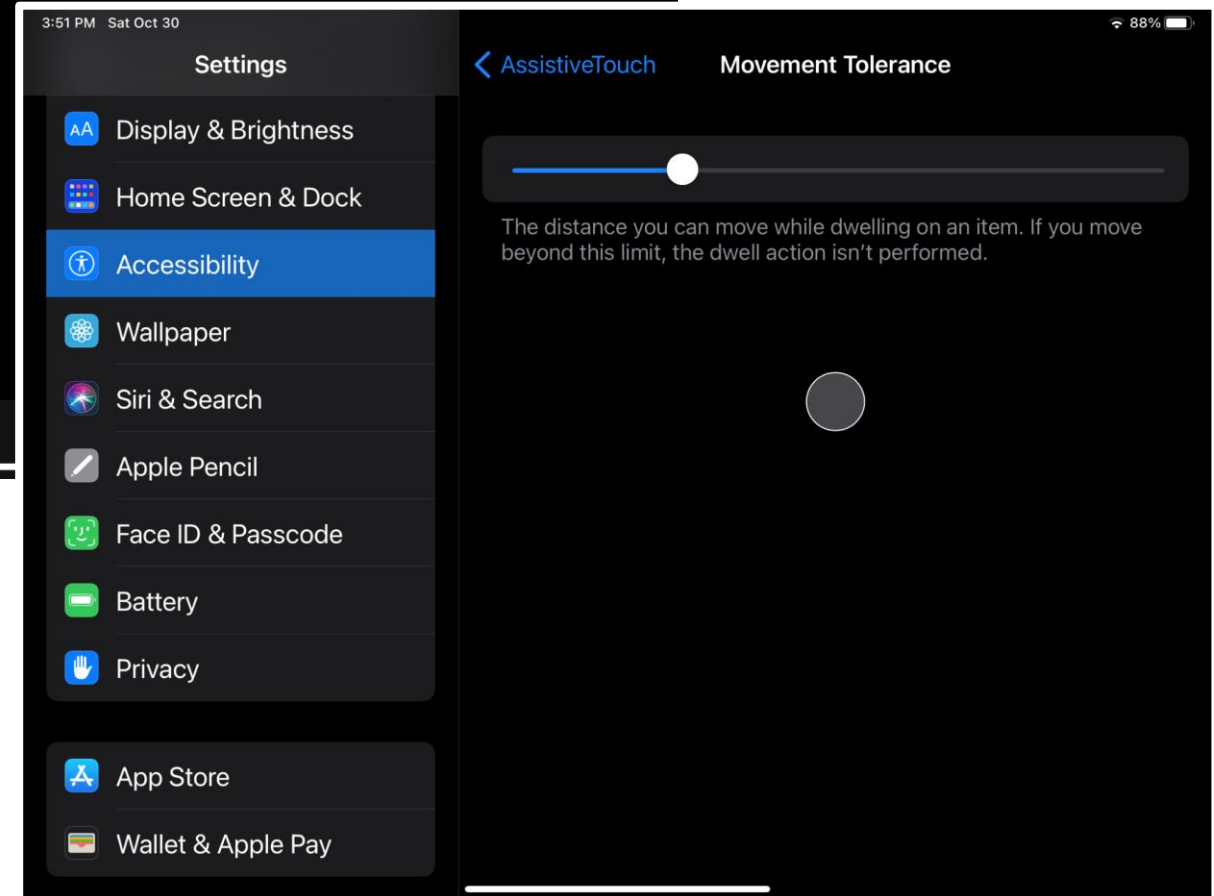 3:51 PM Sat Oct 30
88%
Settings
AssistiveTouch
Movement Tolerance
AA
Display & Brightness
Home Screen & Dock
Accessibility
Wallpaper
Siri & Search
Apple Pencil
Face ID & Passcode
Battery
Privacy
App Store
Wallet & Apple Pay
The distance you can move while dwelling on an item. If you move
beyond this limit, the dwell action isn’t performed.